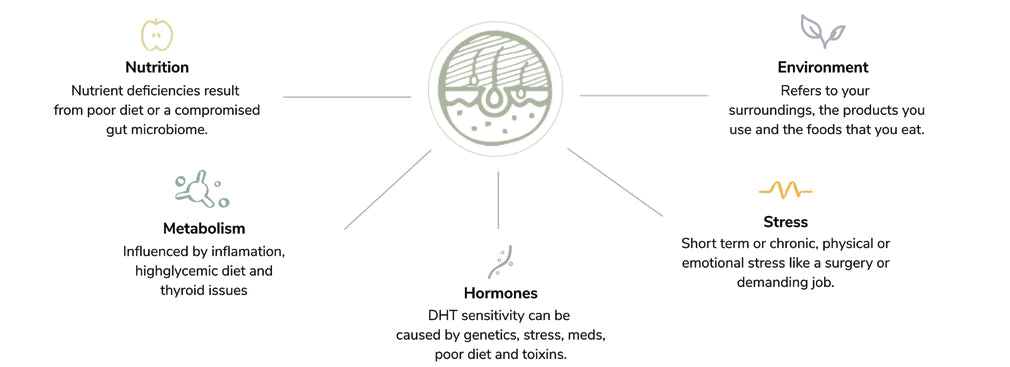 Nutrition
Nutrient deficiencies result
from poor diet or a compromised
gut microbiome.
Environment
Refers to your
surroundings, the products you
use and the foods that you eat.
Metabolism
Influenced by inflamation,
highglycemic diet and
thyroid issues
Stress
Short term or chronic, physical or
emotional stress like a surgery or
demanding job.
Hormones
DHT sensitivity can be
caused by genetics, stress, meds,
poor diet and toixins.